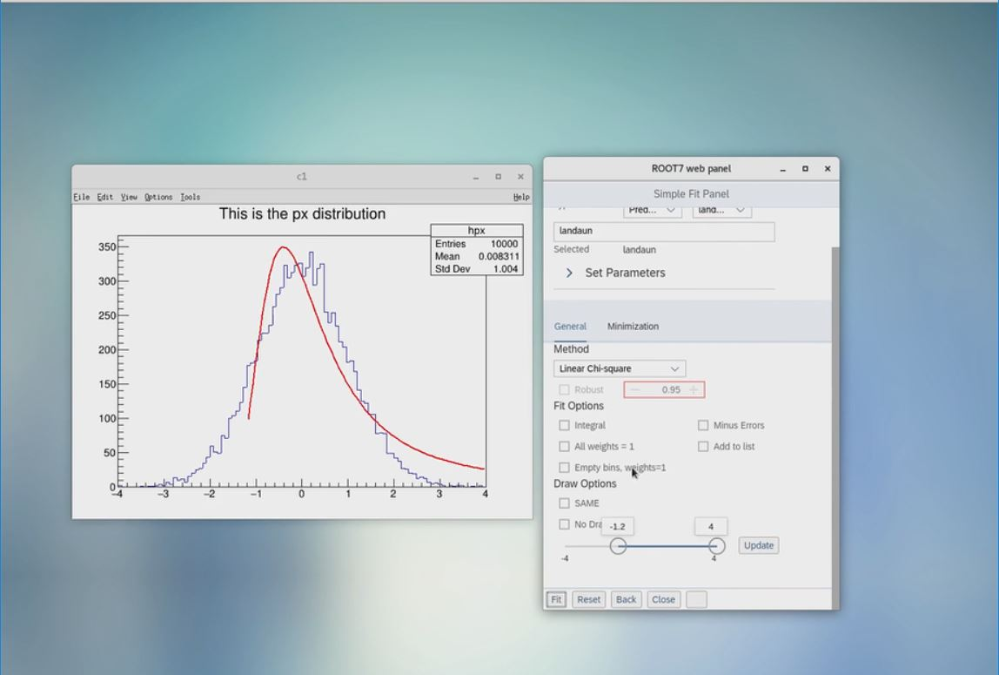 c1
File Edit View Options Tools Help
This is the px distribution
hpx
Entries 10000
Mean 0.008311
Std Dev 1.004
350
300
250
200
150
100
50
0
−4 −3 −2 −1 0 1 2 3 4
ROOT7 web panel
Simple Fit Panel
Pred... land...
landaun
Selected landaun
Set Parameters
General Minimization
Method
Linear Chi-square
Robust 0.95
Fit Options
Integral Minus Errors
All weights = 1 Add to list
Empty bins, weights=1
Draw Options
SAME
No Dra -1.2 4
-4 4 Update
Fit Reset Back Close